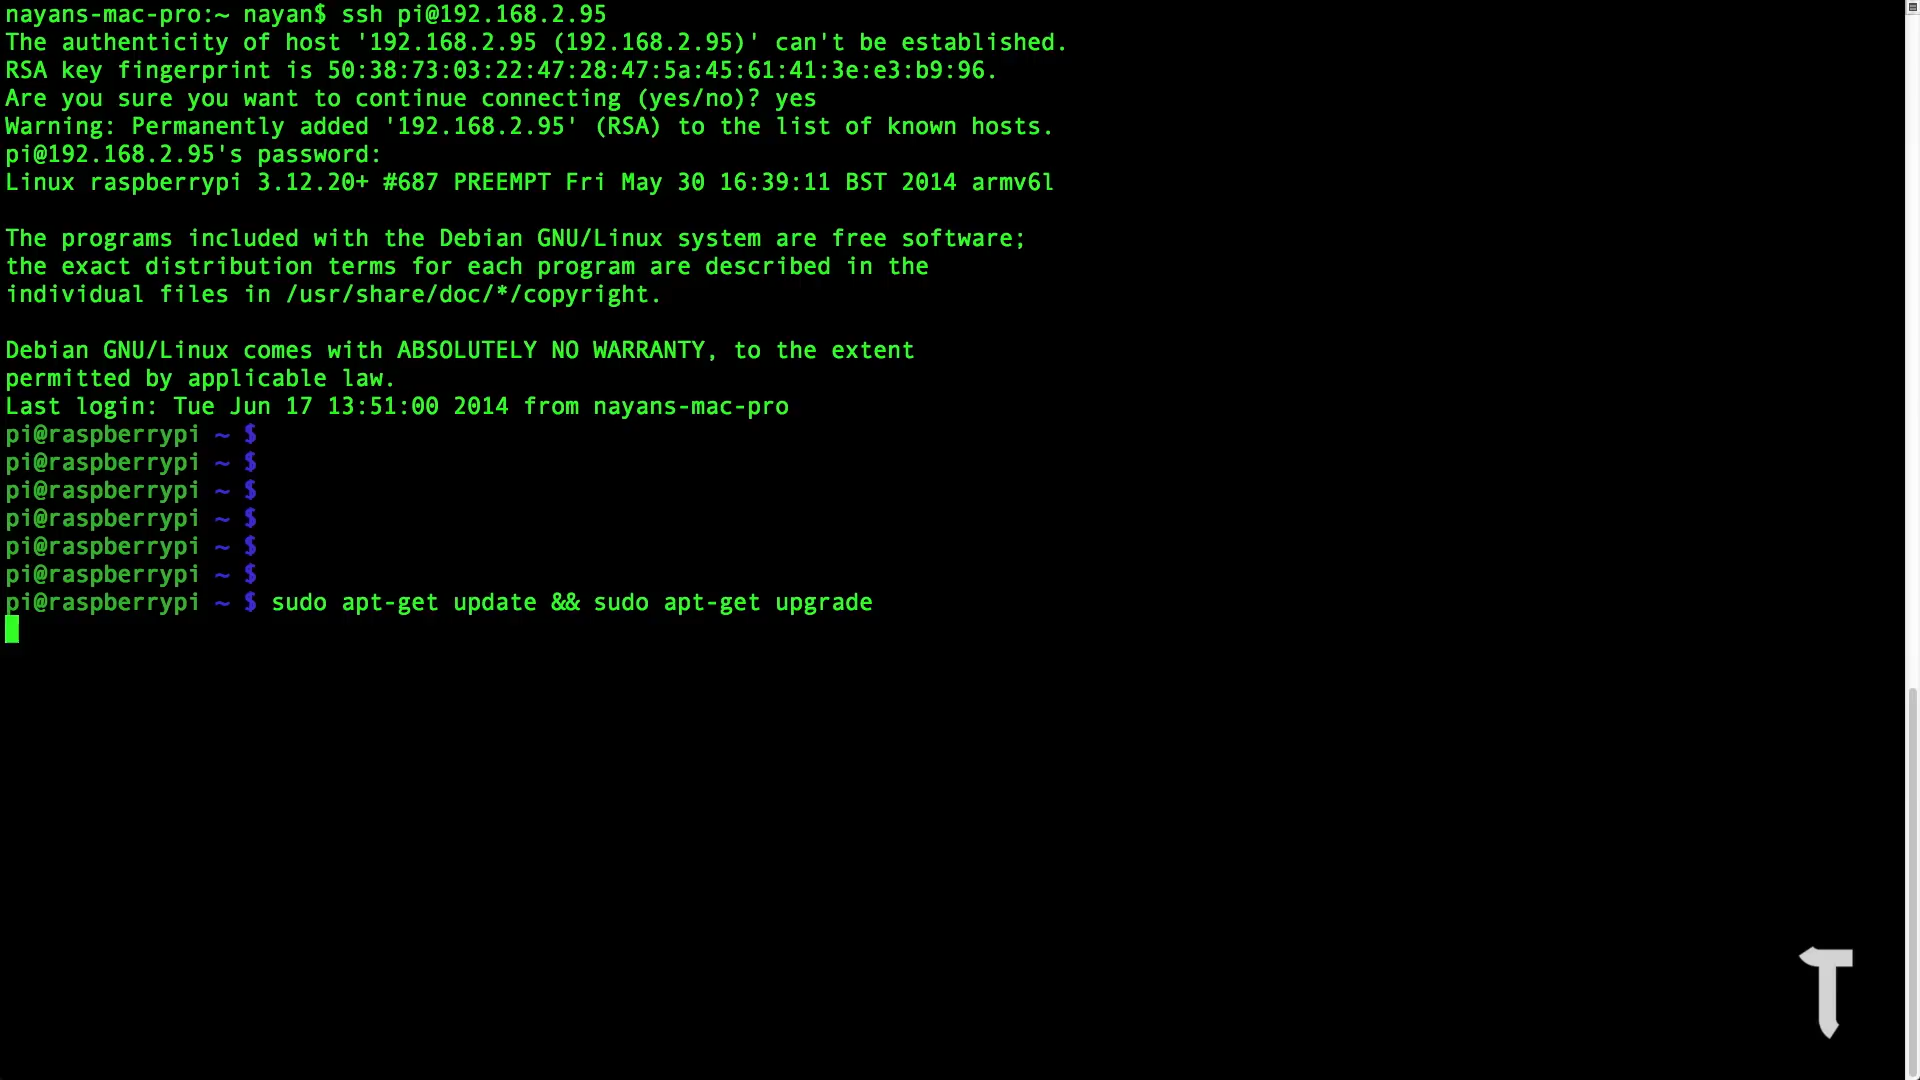 nayans-mac-pro:~ nayan$ ssh pi@192.168.2.95
The authenticity of host '192.168.2.95 (192.168.2.95)' can't be established.
RSA key fingerprint is 50:38:73:03:22:47:28:47:5a:45:61:41:3e:e3:b9:96.
Are you sure you want to continue connecting (yes/no)? yes
Warning: Permanently added '192.168.2.95' (RSA) to the list of known hosts.
pi@192.168.2.95's password:
Linux raspberrypi 3.12.20+ #687 PREEMPT Fri May 30 16:39:11 BST 2014 armv6l
The programs included with the Debian GNU/Linux system are free software;
the exact distribution terms for each program are described in the
individual files in /usr/share/doc/*/copyright.
Debian GNU/Linux comes with ABSOLUTELY NO WARRANTY, to the extent
permitted by applicable law.
Last login: Tue Jun 17 13:51:00 2014 from nayans-mac-pro
pi@raspberrypi ~ $
pi@raspberrypi ~ $
pi@raspberrypi ~ $
pi@raspberrypi ~ $
pi@raspberrypi ~ $
pi@raspberrypi ~ $
pi@raspberrypi ~ $ sudo apt-get update && sudo apt-get upgrade
T